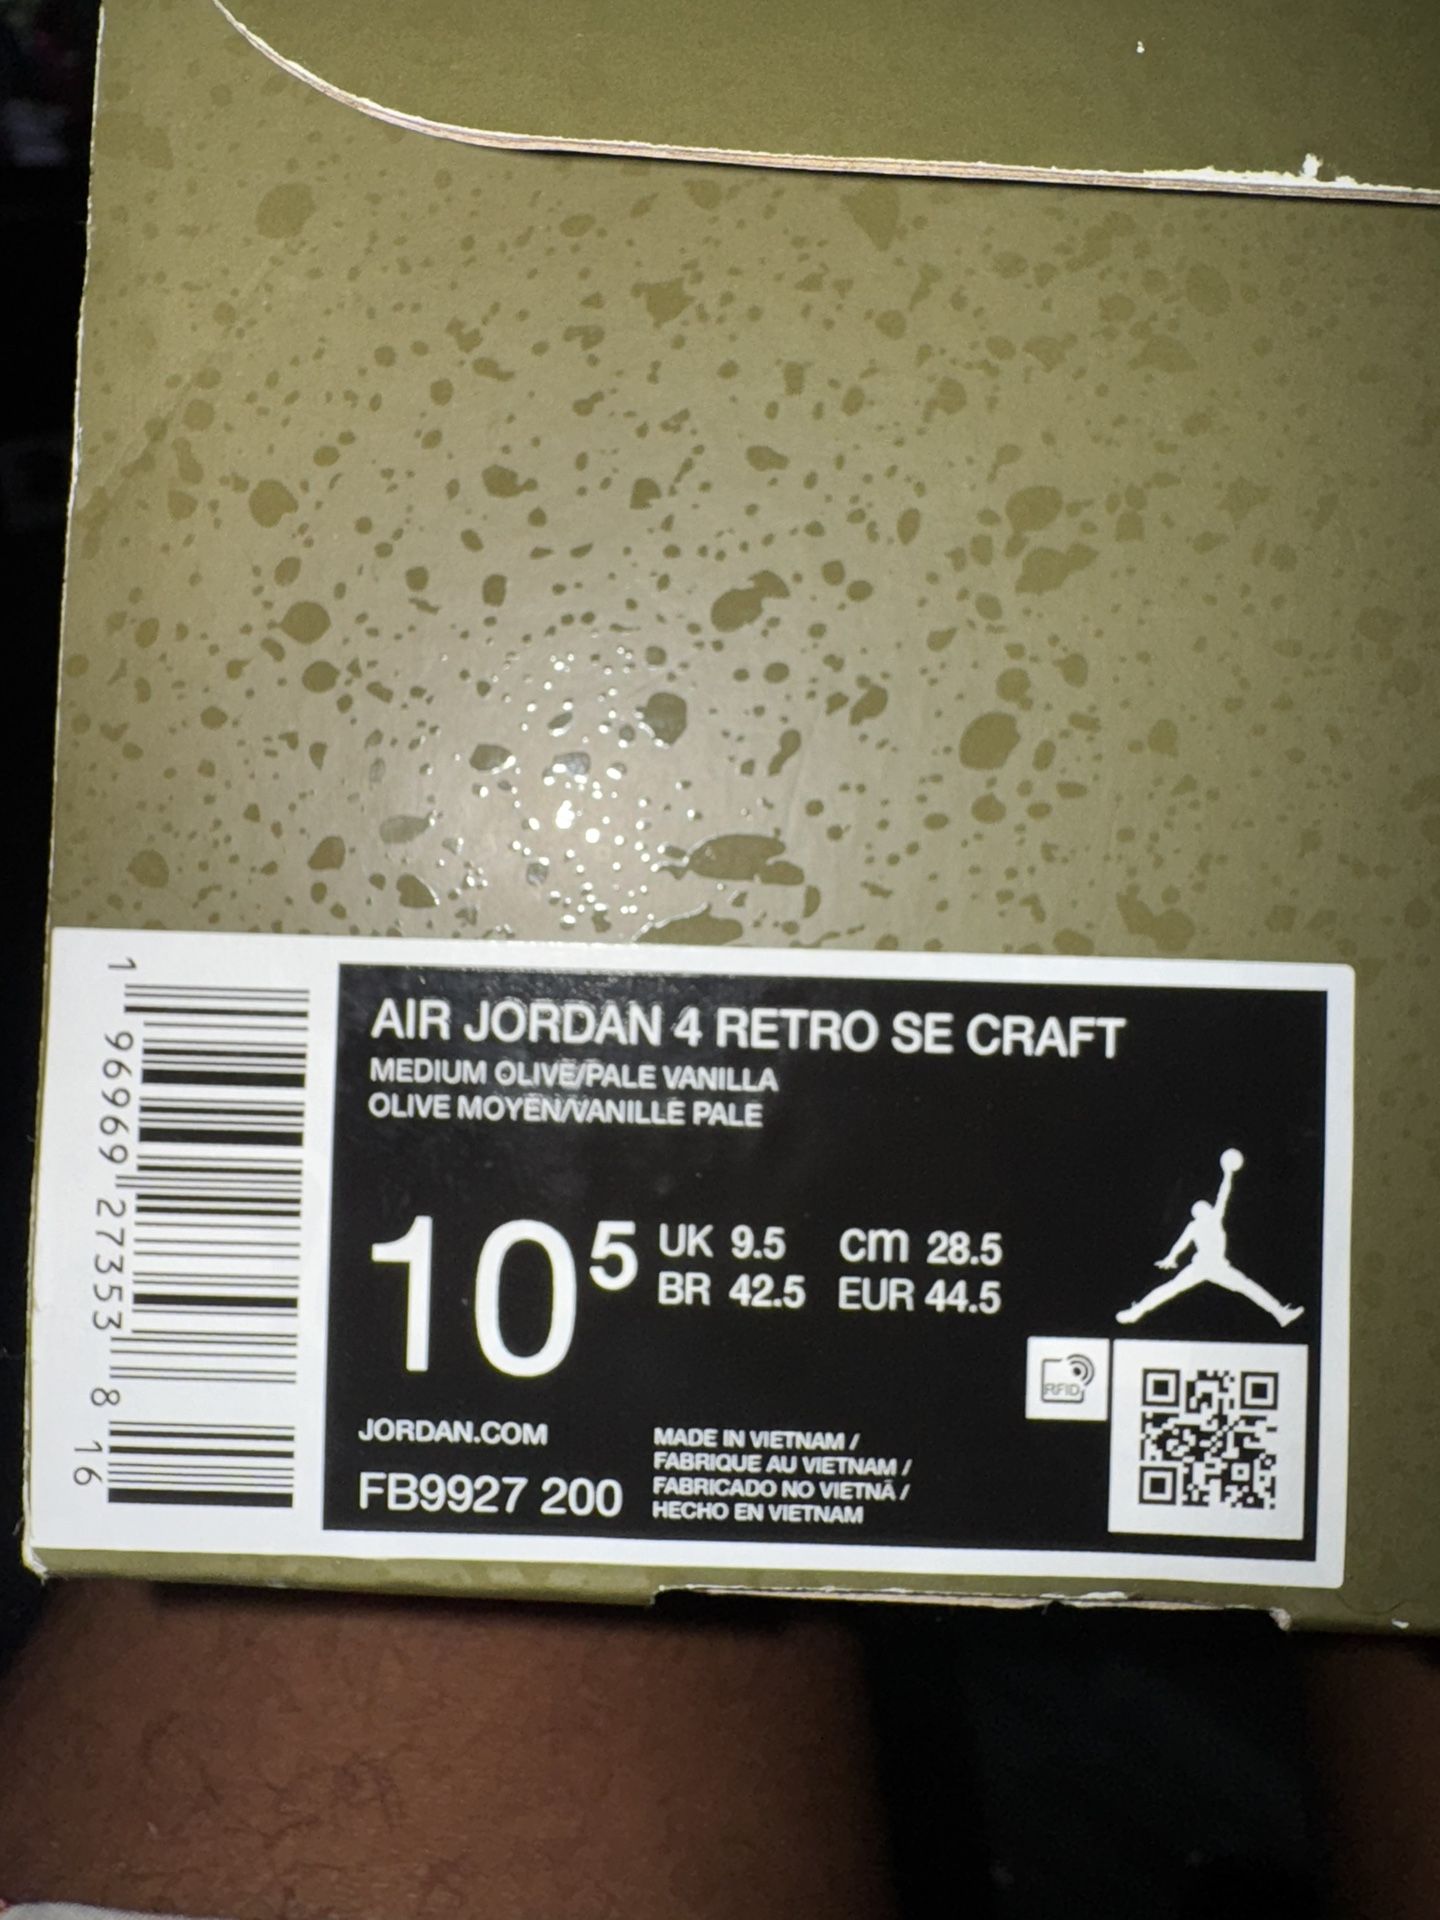 AIR JORDAN 4 RETRO SE CRAFT
MEDIUM OLIVE/PALE VANILLA
OLIVE MOYEN/VANILLE PALE
10 5
UK 9.5 cm 28.5
BR 42.5 EUR 44.5
RFID
JORDAN.COM
FB9927 200
MADE IN VIETNAM /
FABRIQUE AU VIETNAM /
FABRICADO NO VIETNÃ /
HECHO EN VIETNAM
1 96969 27353 8 16